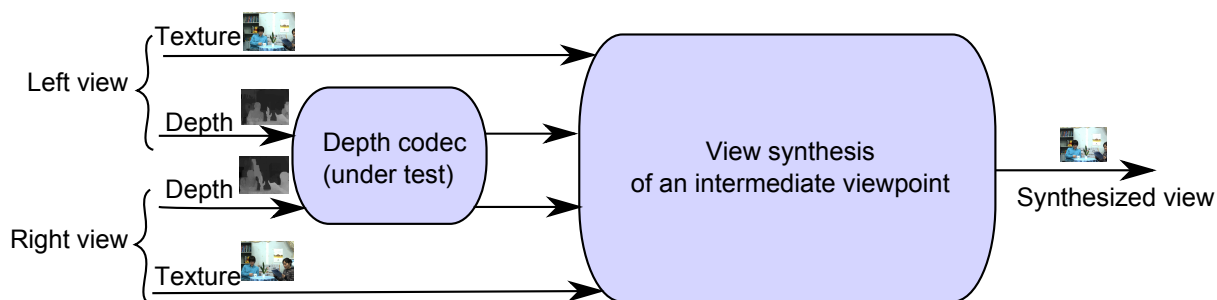 Texture
Left view
Depth
Depth codec
(under test)
View synthesis
of an intermediate viewpoint
Synthesized view
Depth
Right view
Texture